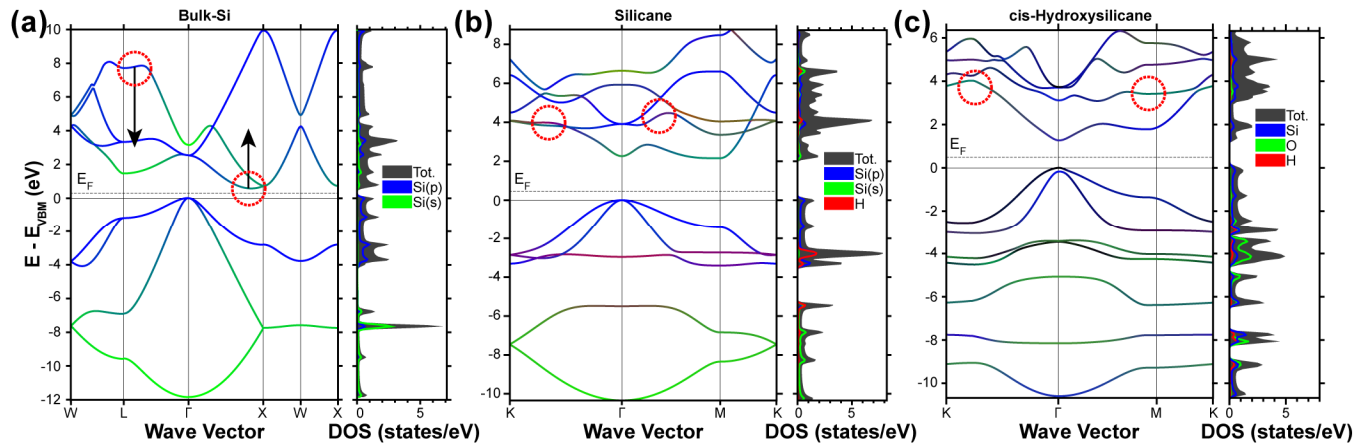 (a)
Bulk-Si
E - E_VBM (eV)
10
8
6
4
2
0
-2
-4
-6
-8
-10
-12
E_F
W
L
Γ
X
W
X
Wave Vector
Tot.
Si(p)
Si(s)
0
5
DOS (states/eV)
(b)
Silicane
8
6
4
2
0
-2
-4
-6
-8
-10
E_F
K
Γ
M
K
Wave Vector
Tot.
Si(p)
Si(s)
H
0
5
DOS (states/eV)
(c)
cis-Hydroxysilicane
6
4
2
0
-2
-4
-6
-8
-10
E_F
K
Γ
M
K
Wave Vector
Tot.
Si
O
H
0
5
DOS (states/eV)